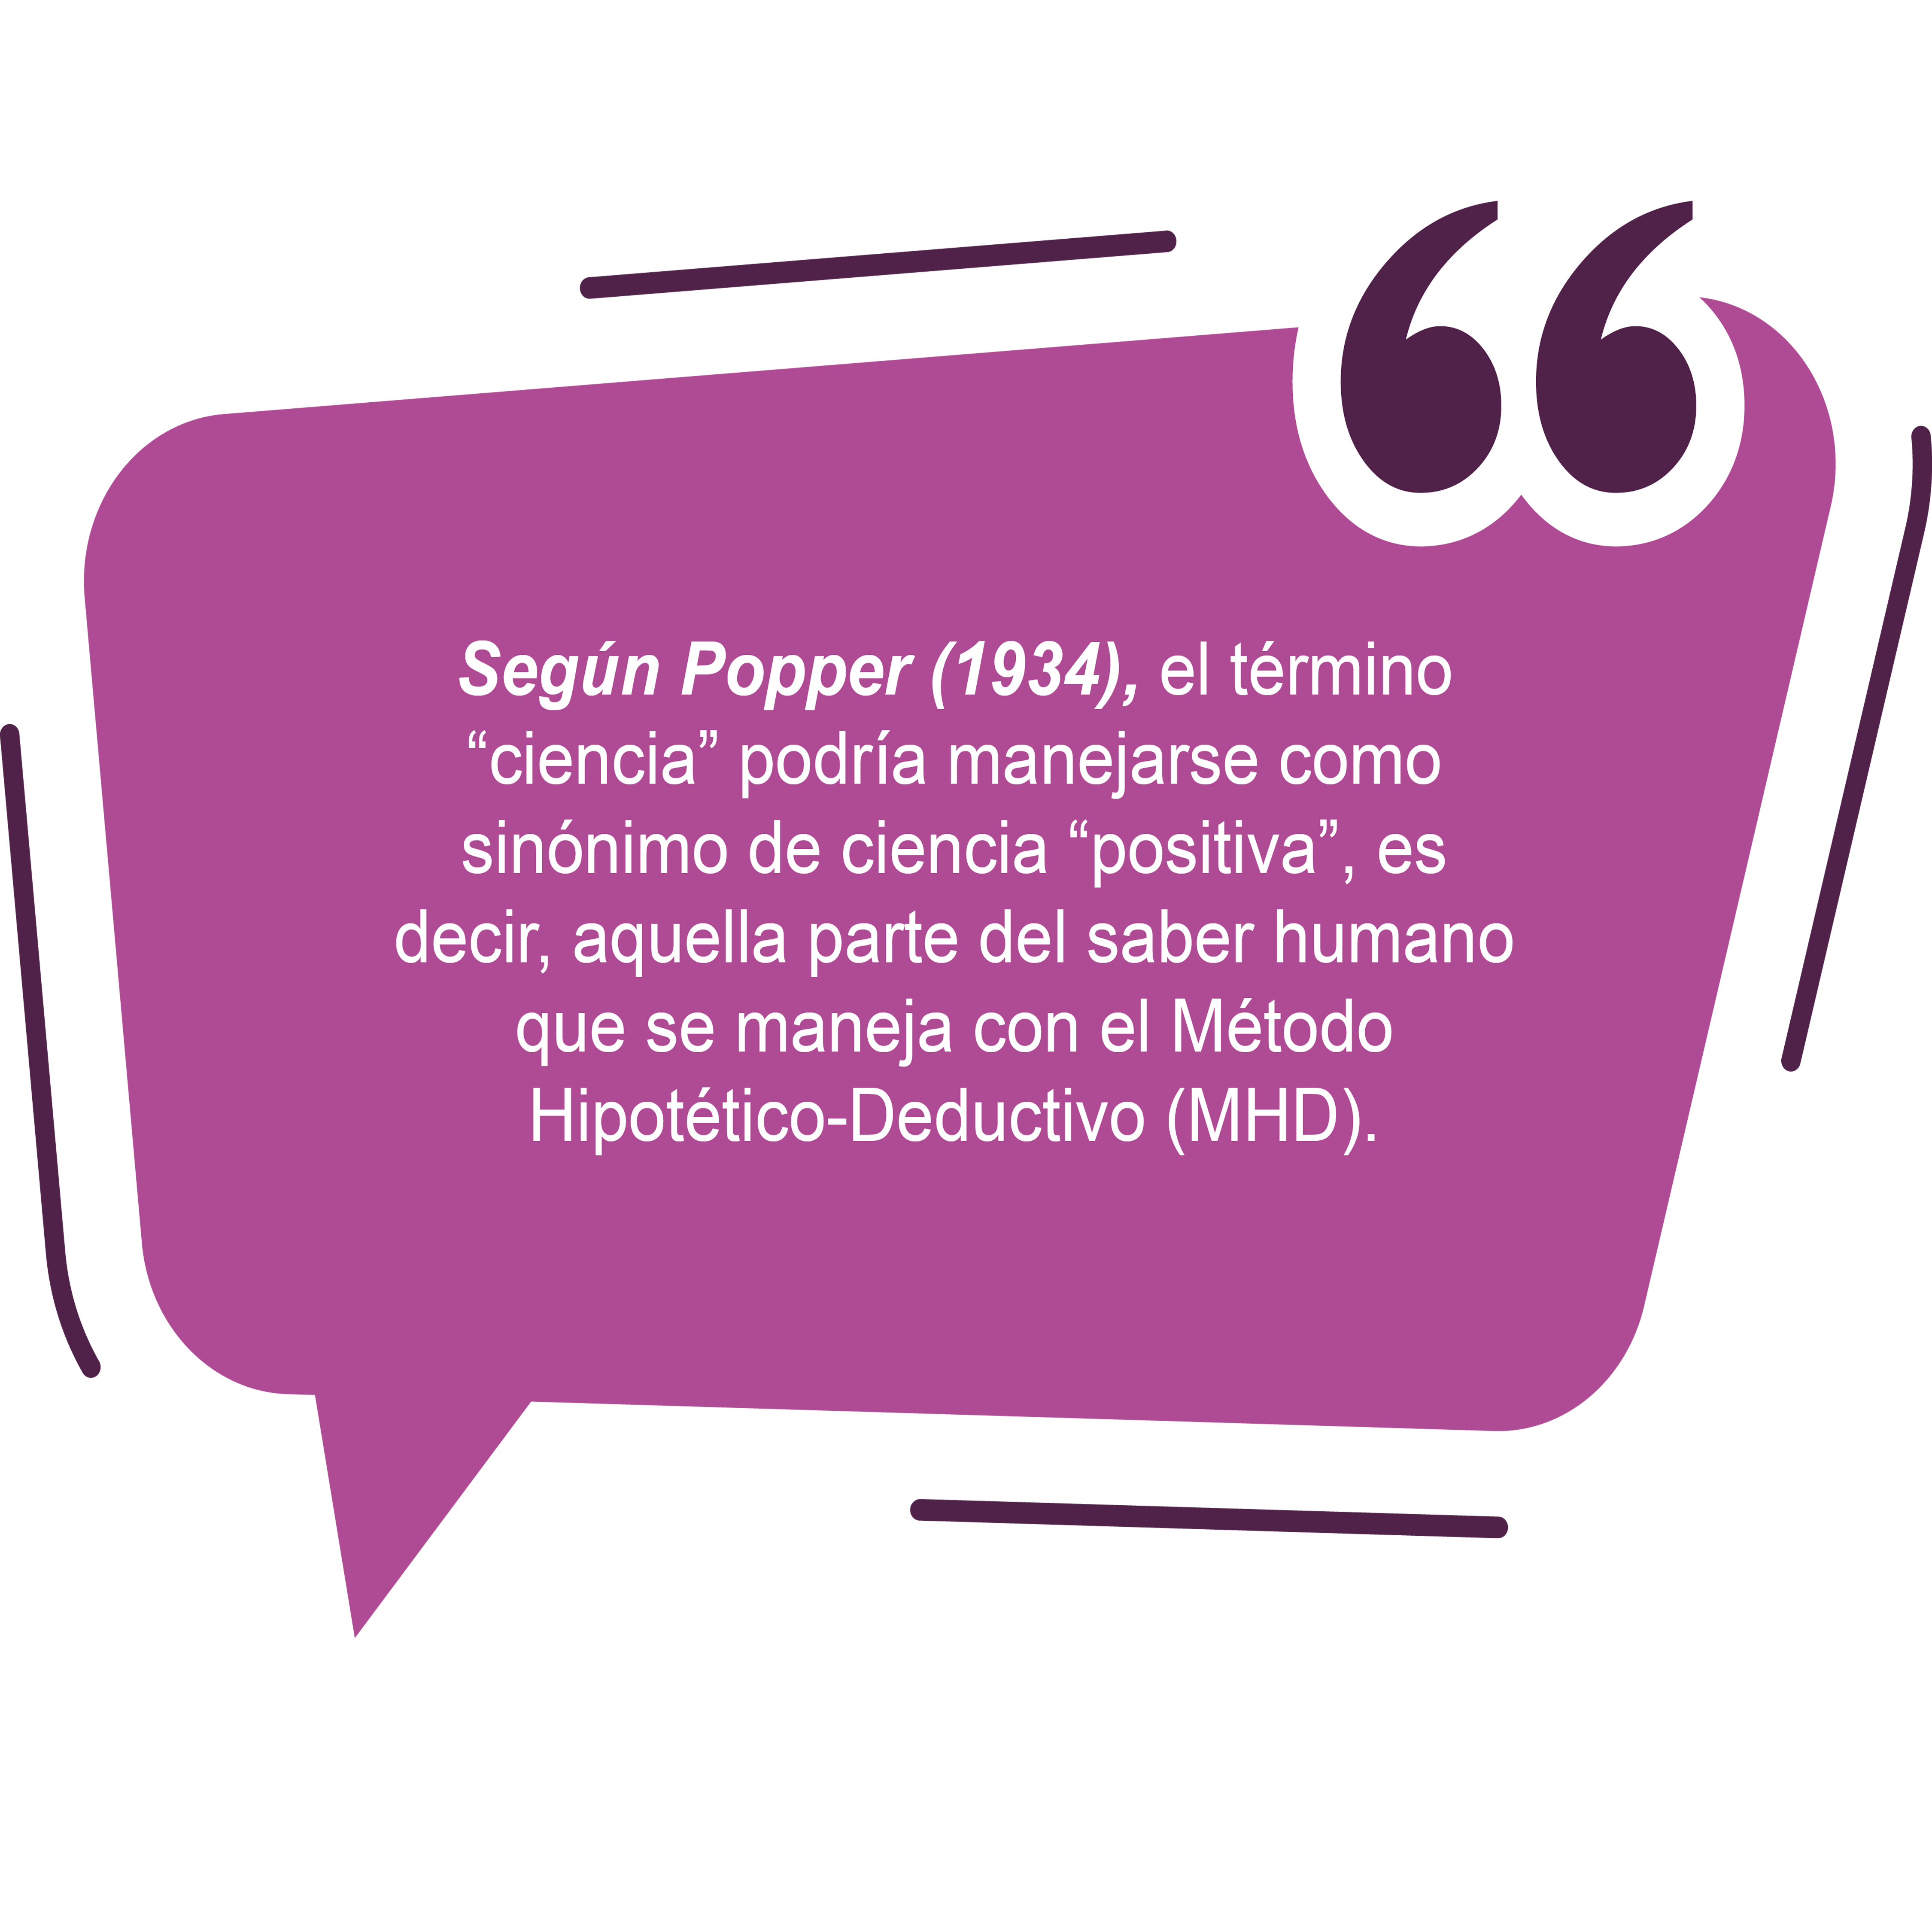 Según Popper (1934), el término
“ciencia” podría manejarse como
sinónimo de ciencia “positiva”, es
decir, aquella parte del saber humano
que se maneja con el Método
Hipotético-Deductivo (MHD).